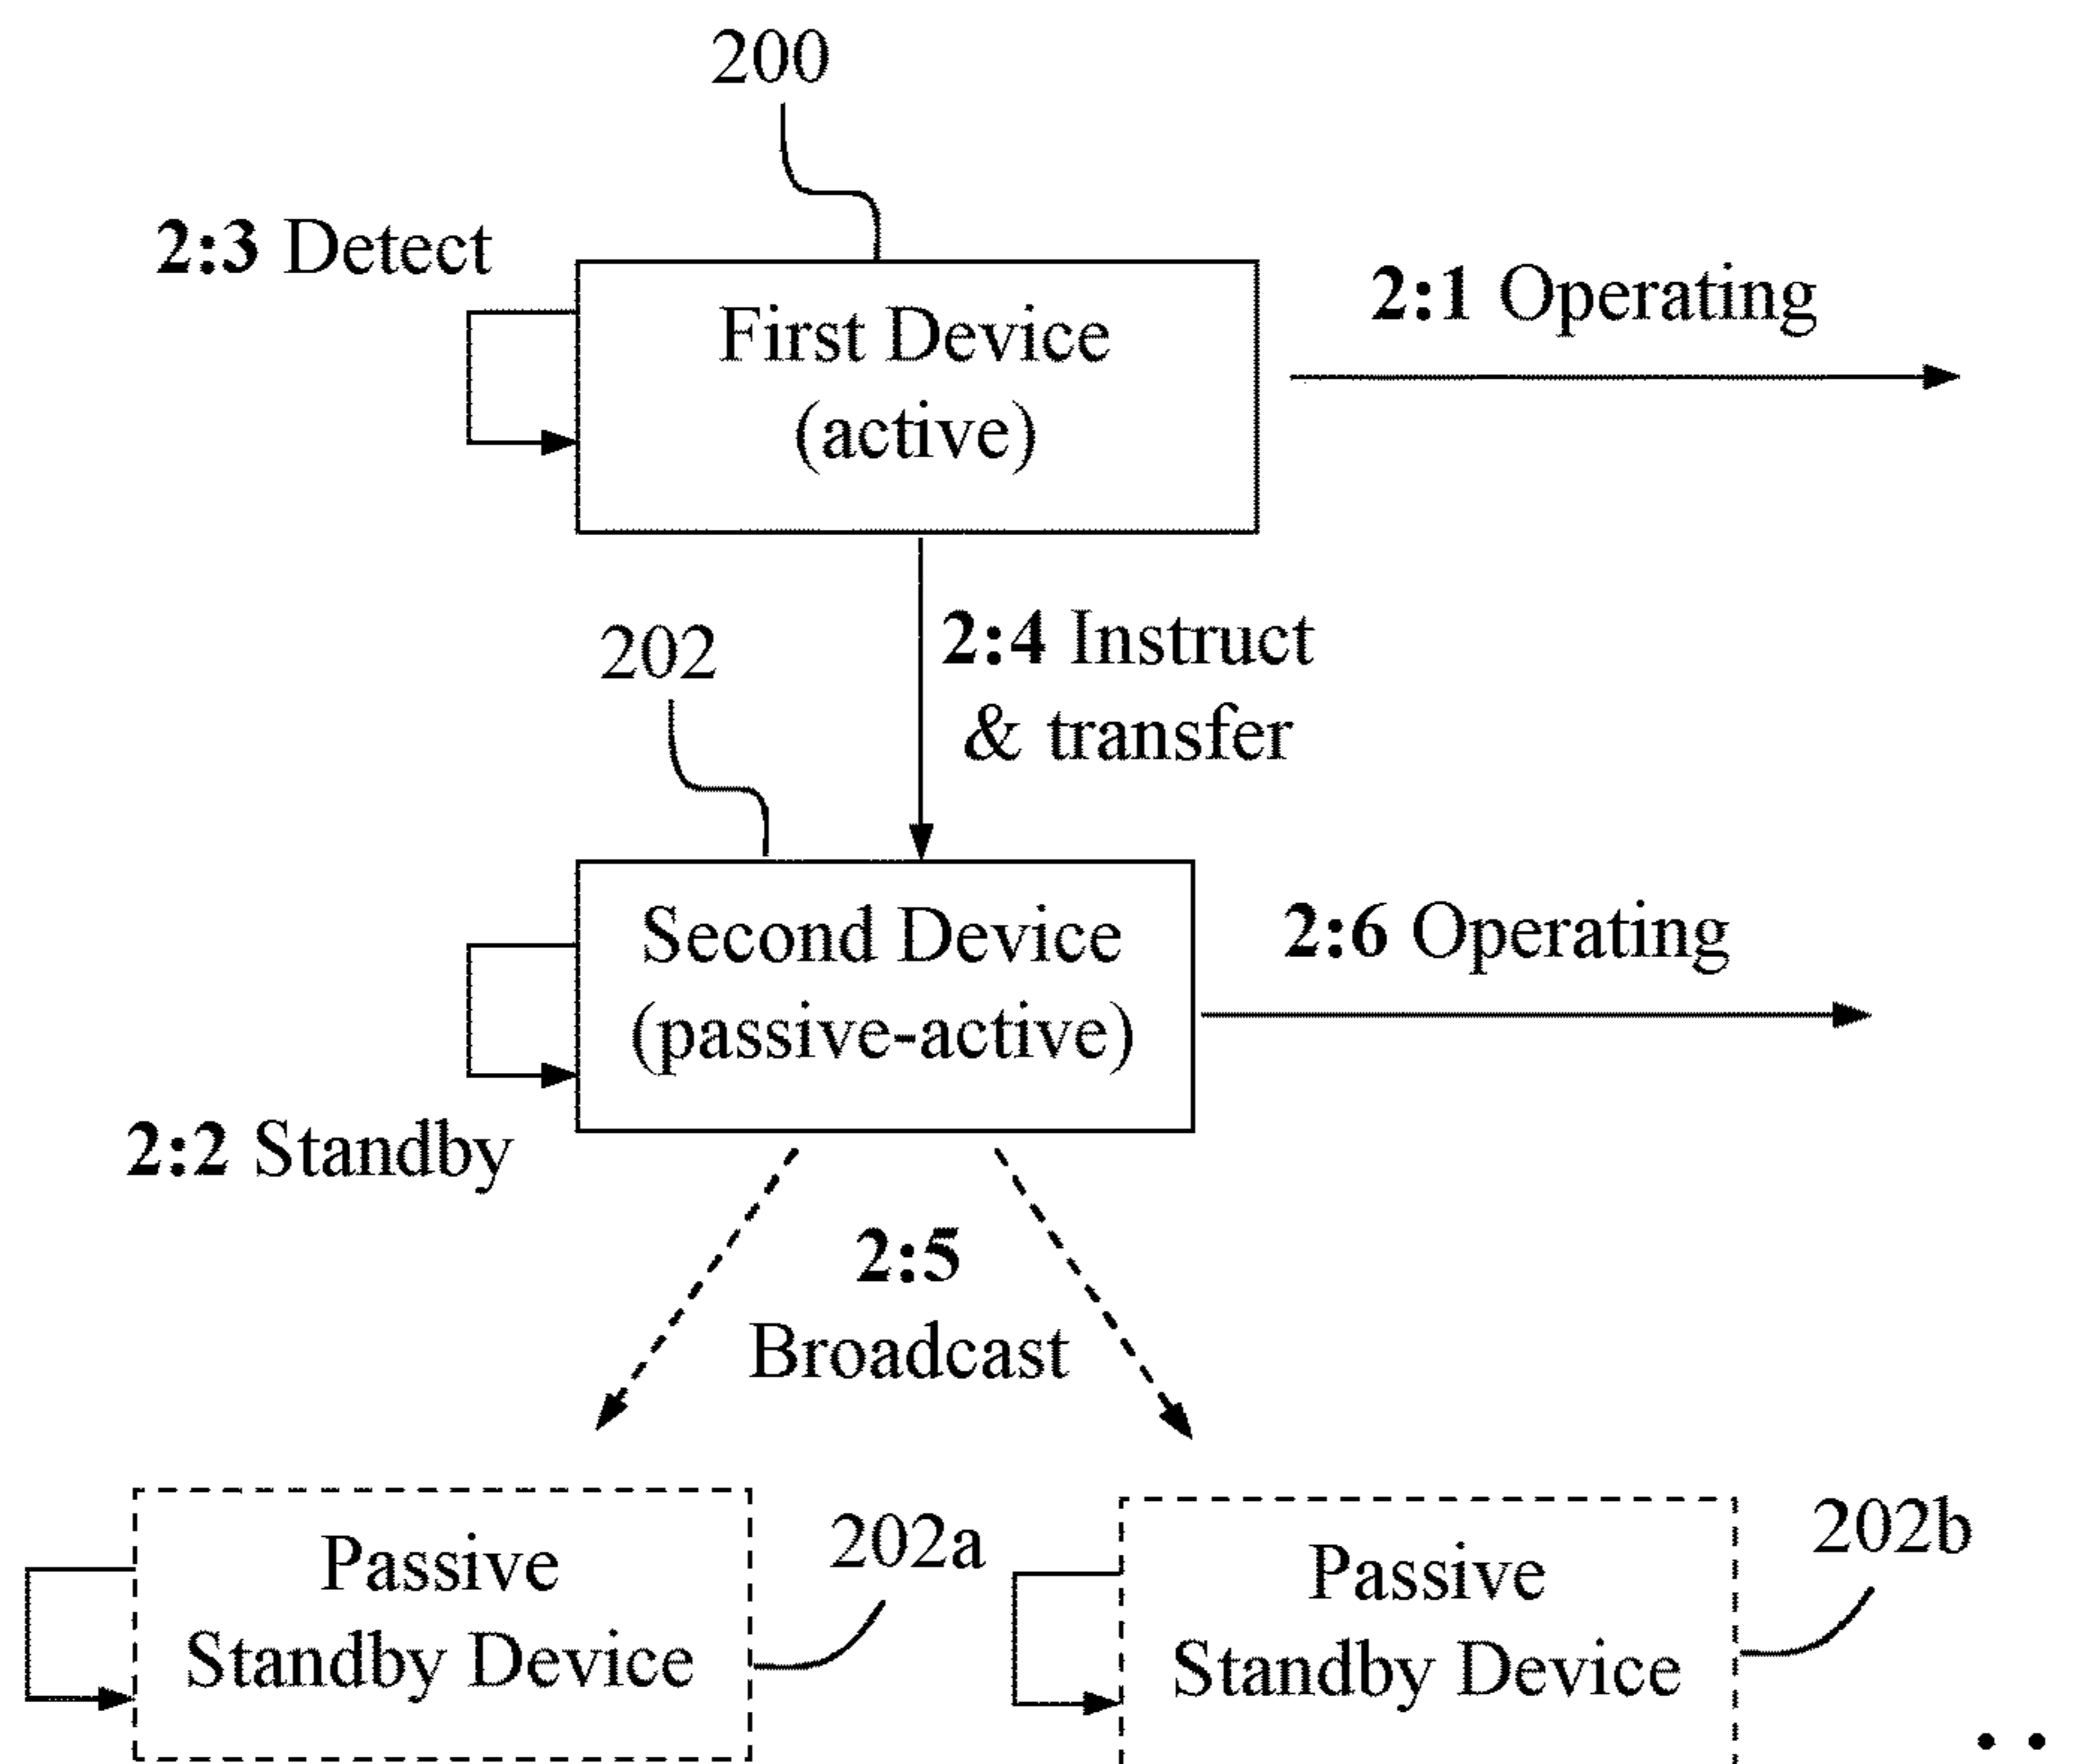 200
2:3 Detect
2:1 Operating
First Device
(active)
202
2:4 Instruct
& transfer
Second Device
(passive-active)
2:6 Operating
2:2 Standby
2:5
Broadcast
Passive
Standby Device
202a
Passive
Standby Device
202b
..